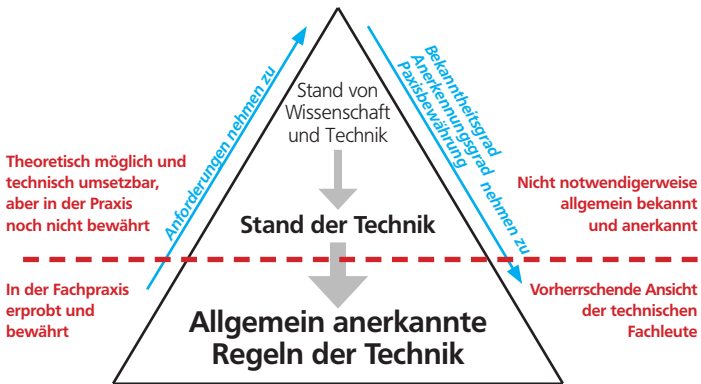 Stand von
Wissenschaft
und Technik
Anforderungen nehmen zu
Bekanntheitsgrad
Anerkennungsgrad nehmen zu
Paxisbewährung
Theoretisch möglich und
technisch umsetzbar,
aber in der Praxis
noch nicht bewährt
Nicht notwendigerweise
allgemein bekannt
und anerkannt
Stand der Technik
In der Fachpraxis
erprobt und
bewährt
Vorherrschende Ansicht
der technischen
Fachleute
Allgemein anerkannte
Regeln der Technik